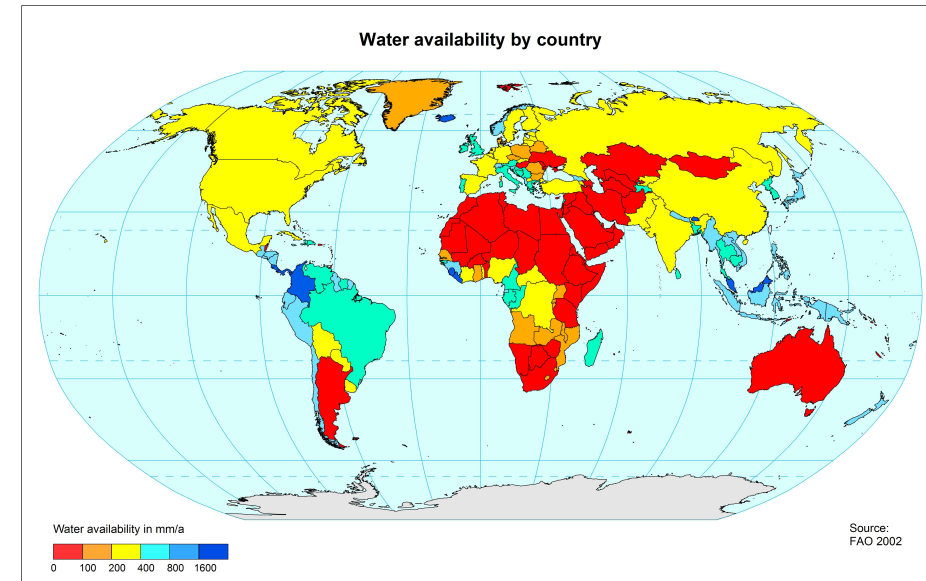 Water availability by country
Water availability in mm/a
0 100 200 400 800 1600
Source:
FAO 2002